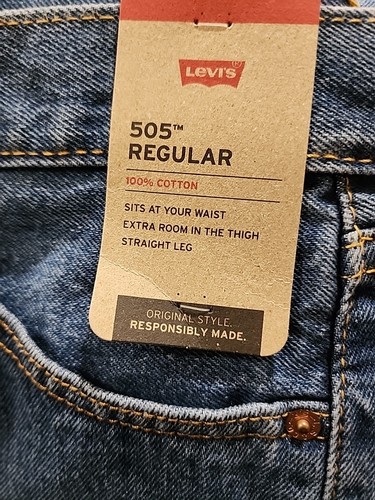 LEVI'S®
505™
REGULAR
100% COTTON
SITS AT YOUR WAIST
EXTRA ROOM IN THE THIGH
STRAIGHT LEG
ORIGINAL STYLE.
RESPONSIBLY MADE.